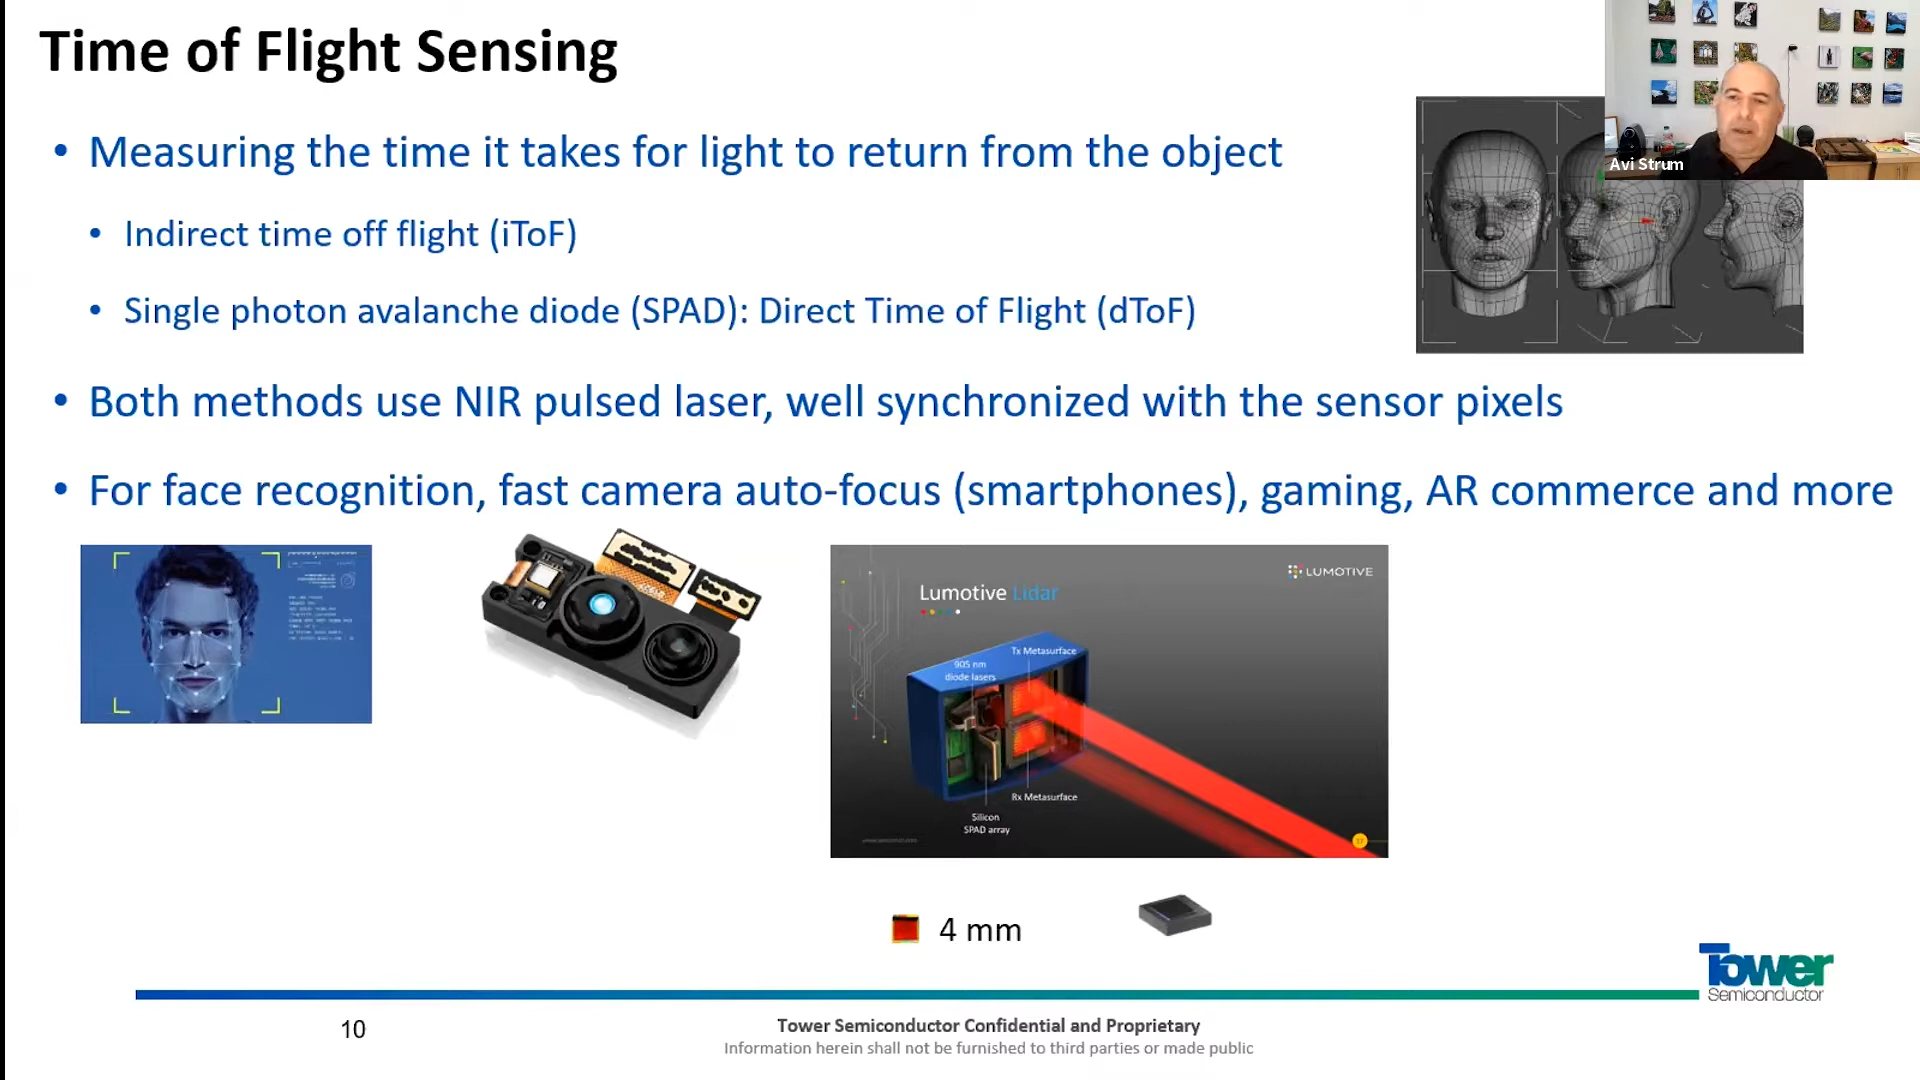 Time of Flight Sensing
Avi Strum
• Measuring the time it takes for light to return from the object
• Indirect time off flight (iToF)
• Single photon avalanche diode (SPAD): Direct Time of Flight (dToF)
• Both methods use NIR pulsed laser, well synchronized with the sensor pixels
• For face recognition, fast camera auto-focus (smartphones), gaming, AR commerce and more
LUMOTIVE
Lumotive Lidar
Tx Metasurface
905 nm
diode lasers
Rx Metasurface
Silicon
SPAD array
4 mm
Tower
Semiconductor
10
Tower Semiconductor Confidential and Proprietary
Information herein shall not be furnished to third parties or made public